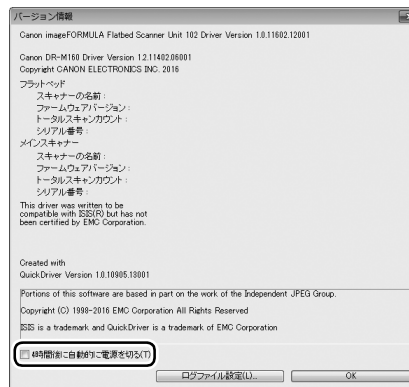 バージョン情報
Canon imageFORMULA Flatbed Scanner Unit 102 Driver Version 1.0.11602.12001
Canon DR-M160 Driver Version 1.2.11402.06001
Copyright CANON ELECTRONICS INC. 2016
フラットベッド
スキャナーの名前 :
ファームウェアバージョン :
トータルスキャンカウント :
シリアル番号 :
メインスキャナー
スキャナーの名前 :
ファームウェアバージョン :
トータルスキャンカウント :
シリアル番号 :
This driver was written to be
compatible with ISIS(R) but has not
been certified by EMC Corporation.
Created with
QuickDriver Version 1.0.10905.13001
Portions of this software are based in part on the work of the Independent JPEG Group.
Copyright (C) 1998-2016 EMC Corporation All Rights Reserved
ISIS is a trademark and QuickDriver is a trademark of EMC Corporation
4時間後に自動的に電源を切る(T)
ログファイル設定(L)...
OK